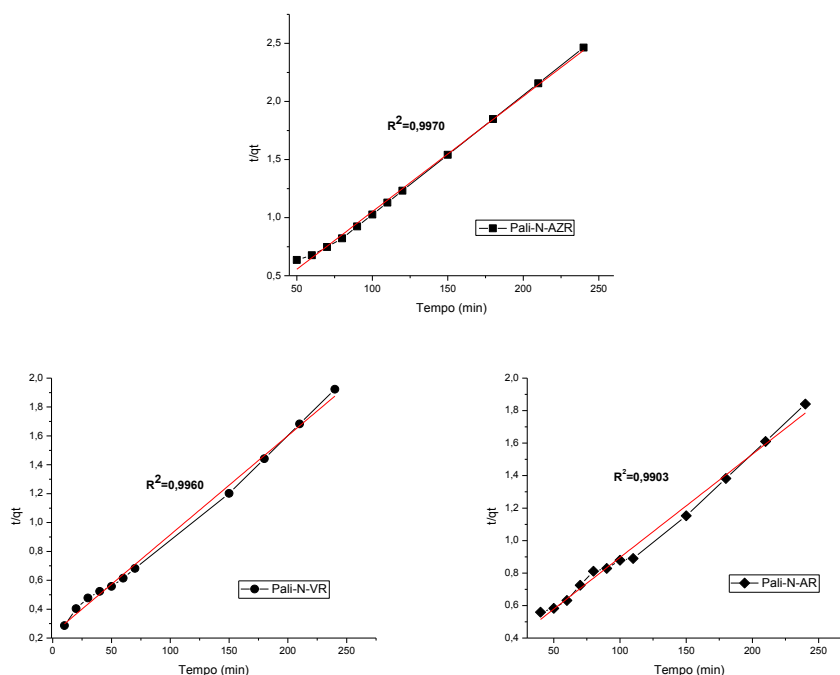 2,5
2,0
R2=0,9970
1,5
t/qt
1,0
Pali-N-AZR
0,5
50 100 150 200 250
Tempo (min)
2,0
1,8
1,6
1,4
R2=0,9960
1,2
t/qt
1,0
0,8
0,6
Pali-N-VR
0,4
0,2
0 50 100 150 200 250
Tempo (min)
2,0
1,8
1,6
R2=0,9903
1,4
1,2
t/qt
1,0
0,8
0,6
Pali-N-AR
0,4
50 100 150 200 250
Tempo (min)